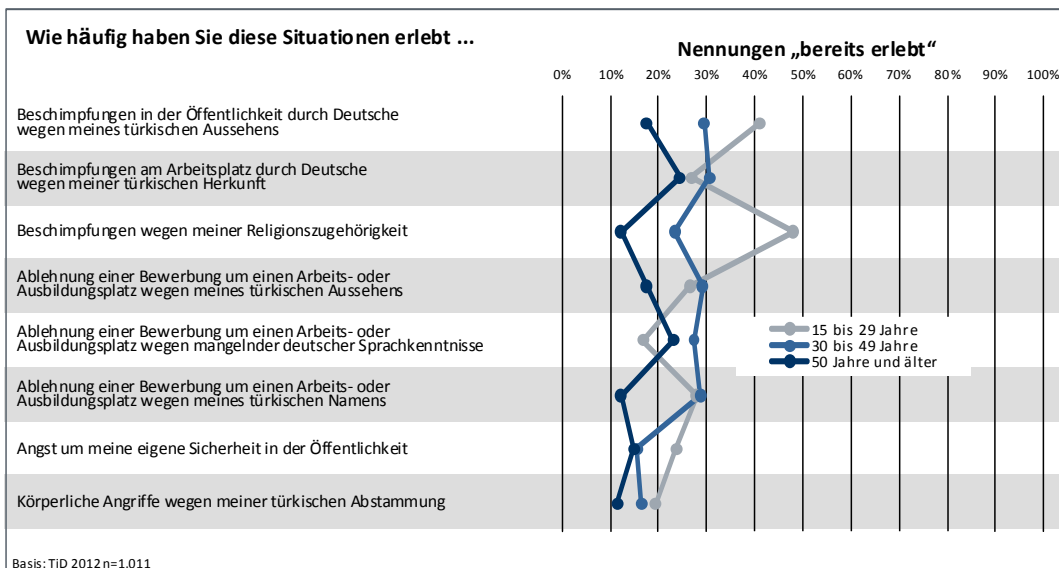 Wie häufig haben Sie diese Situationen erlebt ...
Nennungen „bereits erlebt“
0% 10% 20% 30% 40% 50% 60% 70% 80% 90% 100%
Beschimpfungen in der Öffentlichkeit durch Deutsche
wegen meines türkischen Aussehens
Beschimpfungen am Arbeitsplatz durch Deutsche
wegen meiner türkischen Herkunft
Beschimpfungen wegen meiner Religionszugehörigkeit
Ablehnung einer Bewerbung um einen Arbeits- oder
Ausbildungsplatz wegen meines türkischen Aussehens
Ablehnung einer Bewerbung um einen Arbeits- oder
Ausbildungsplatz wegen mangelnder deutscher Sprachkenntnisse
Ablehnung einer Bewerbung um einen Arbeits- oder
Ausbildungsplatz wegen meines türkischen Namens
Angst um meine eigene Sicherheit in der Öffentlichkeit
Körperliche Angriffe wegen meiner türkischen Abstammung
15 bis 29 Jahre
30 bis 49 Jahre
50 Jahre und älter
Basis: TiD 2012 n=1.011